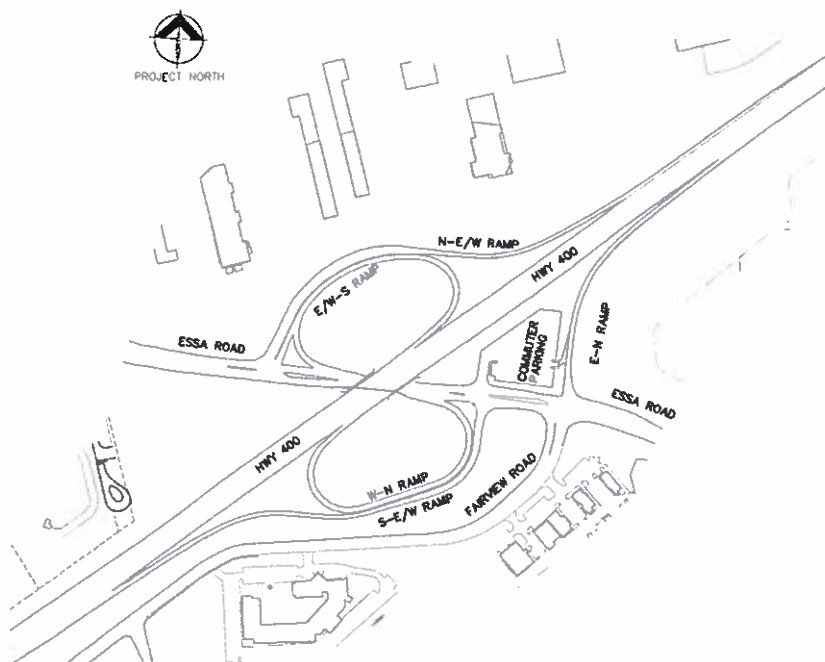 PROJECT NORTH
N-E/W RAMP
HWY 400
E/W-S RAMP
ESSA ROAD
COMMUTER
PARKING
E-N RAMP
ESSA ROAD
HWY 400
W-N RAMP
S-E/W RAMP
FAIRVIEW ROAD